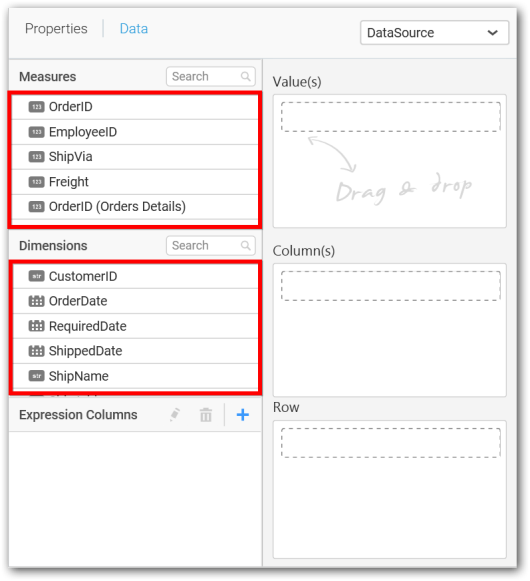 Properties Data DataSource
Measures Search
123 OrderID
123 EmployeeID
123 ShipVia
123 Freight
123 OrderID (Orders Details)
Dimensions Search
str CustomerID
OrderDate
RequiredDate
ShippedDate
str ShipName
Expression Columns +
Value(s)
Drag & drop
Column(s)
Row